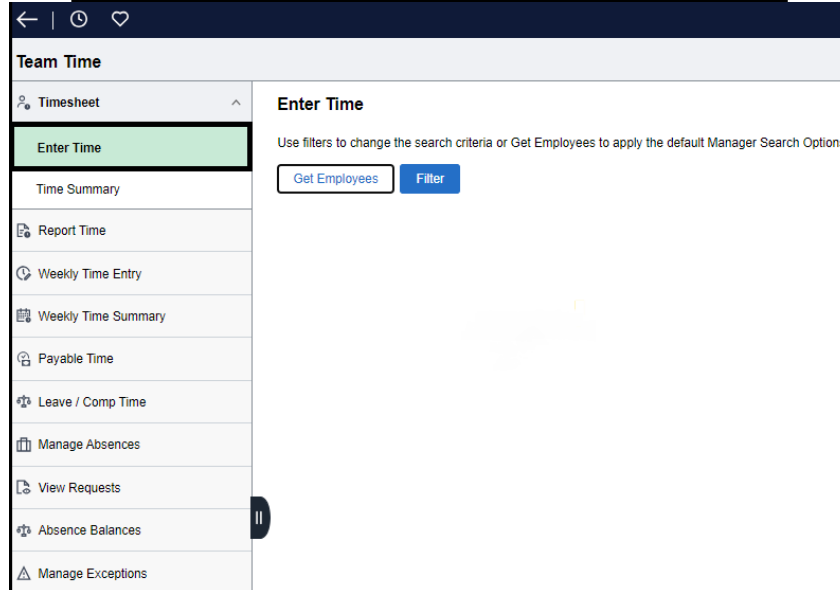 Team Time
Timesheet
Enter Time
Time Summary
Report Time
Weekly Time Entry
Weekly Time Summary
Payable Time
Leave / Comp Time
Manage Absences
View Requests
Absence Balances
Manage Exceptions
Enter Time
Use filters to change the search criteria or Get Employees to apply the default Manager Search Option
Get Employees
Filter